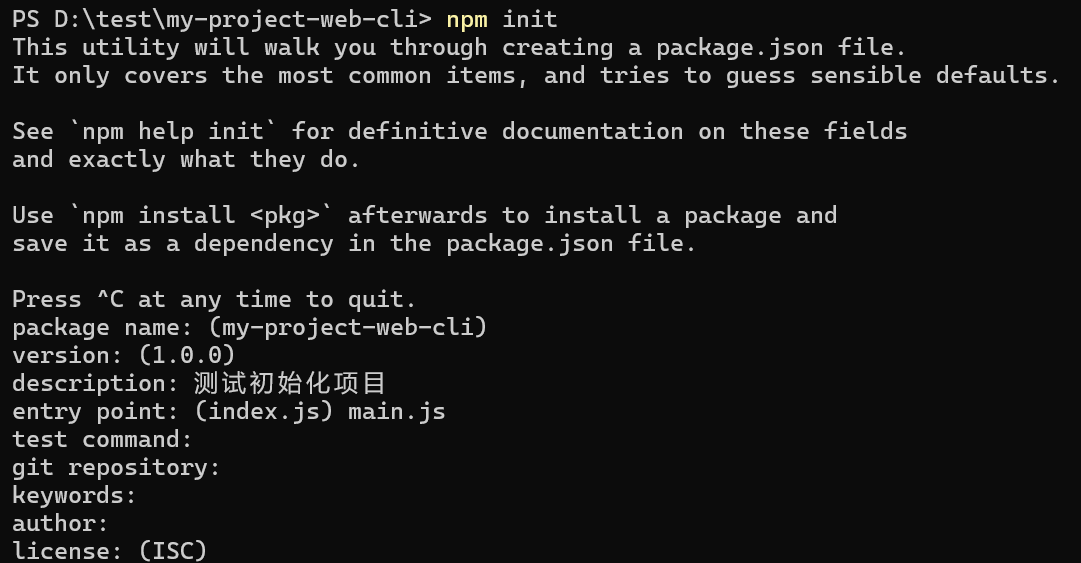 PS D:\test\my-project-web-cli> npm init
This utility will walk you through creating a package.json file.
It only covers the most common items, and tries to guess sensible defaults.
See `npm help init` for definitive documentation on these fields
and exactly what they do.
Use `npm install <pkg>` afterwards to install a package and
save it as a dependency in the package.json file.
Press ^C at any time to quit.
package name: (my-project-web-cli)
version: (1.0.0)
description: 测试初始化项目
entry point: (index.js) main.js
test command:
git repository:
keywords:
author:
license: (ISC)